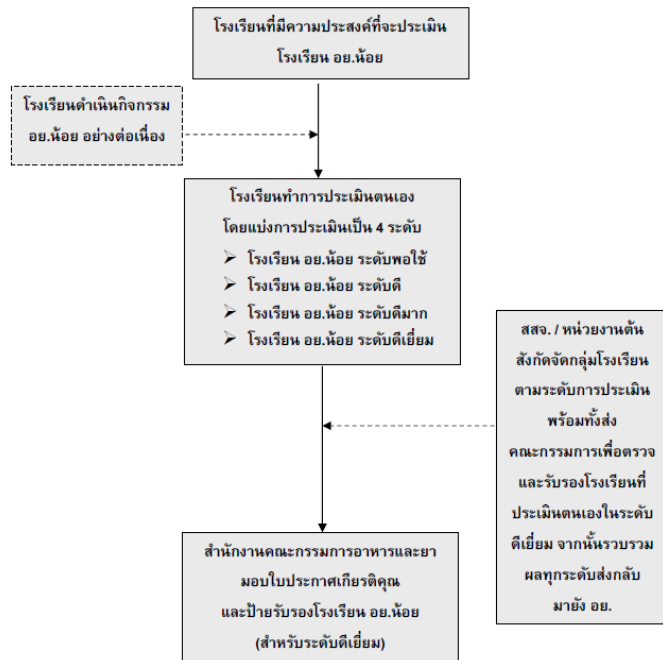 โรงเรียนที่มีความประสงค์ที่จะประเมิน
โรงเรียน อย.น้อย
โรงเรียนดำเนินกิจกรรม
อย.น้อย อย่างต่อเนื่อง
โรงเรียนทำการประเมินตนเอง
โดยแบ่งการประเมินเป็น 4 ระดับ
➢ โรงเรียน อย.น้อย ระดับพอใช้
➢ โรงเรียน อย.น้อย ระดับดี
➢ โรงเรียน อย.น้อย ระดับดีมาก
➢ โรงเรียน อย.น้อย ระดับดีเยี่ยม
สสจ. / หน่วยงานต้น
สังกัดจัดกลุ่มโรงเรียน
ตามระดับการประเมิน
พร้อมทั้งส่ง
คณะกรรมการเพื่อตรวจ
และรับรองโรงเรียนที่
ประเมินตนเองในระดับ
ดีเยี่ยม จากนั้นรวบรวม
ผลทุกระดับส่งกลับ
มายัง อย.
สำนักงานคณะกรรมการอาหารและยา
มอบใบประกาศเกียรติคุณ
และป้ายรับรองโรงเรียน อย.น้อย
(สำหรับระดับดีเยี่ยม)